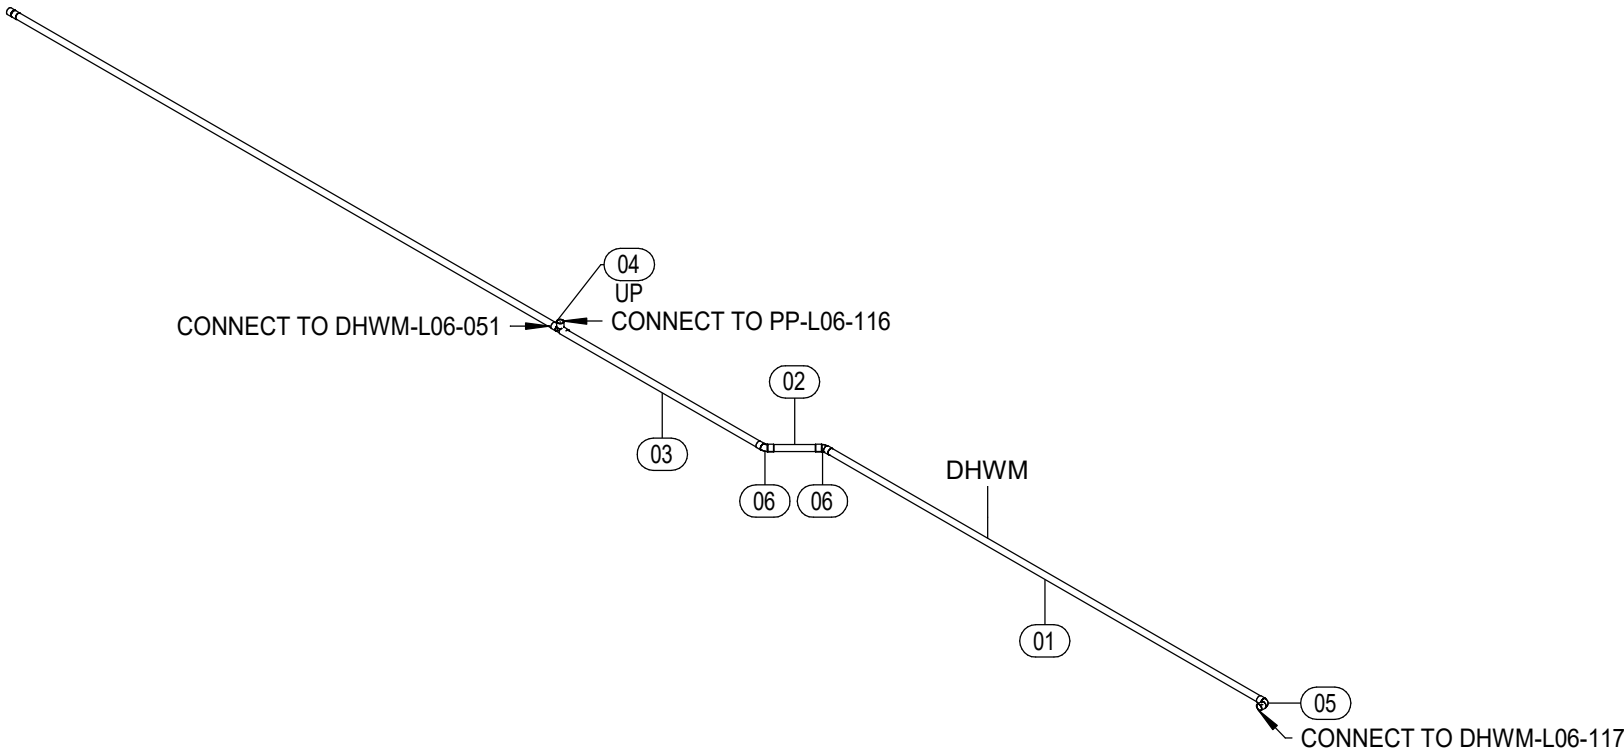 04
UP
CONNECT TO DHWM-L06-051
CONNECT TO PP-L06-116
02
03
DHWM
06
06
01
05
CONNECT TO DHWM-L06-117